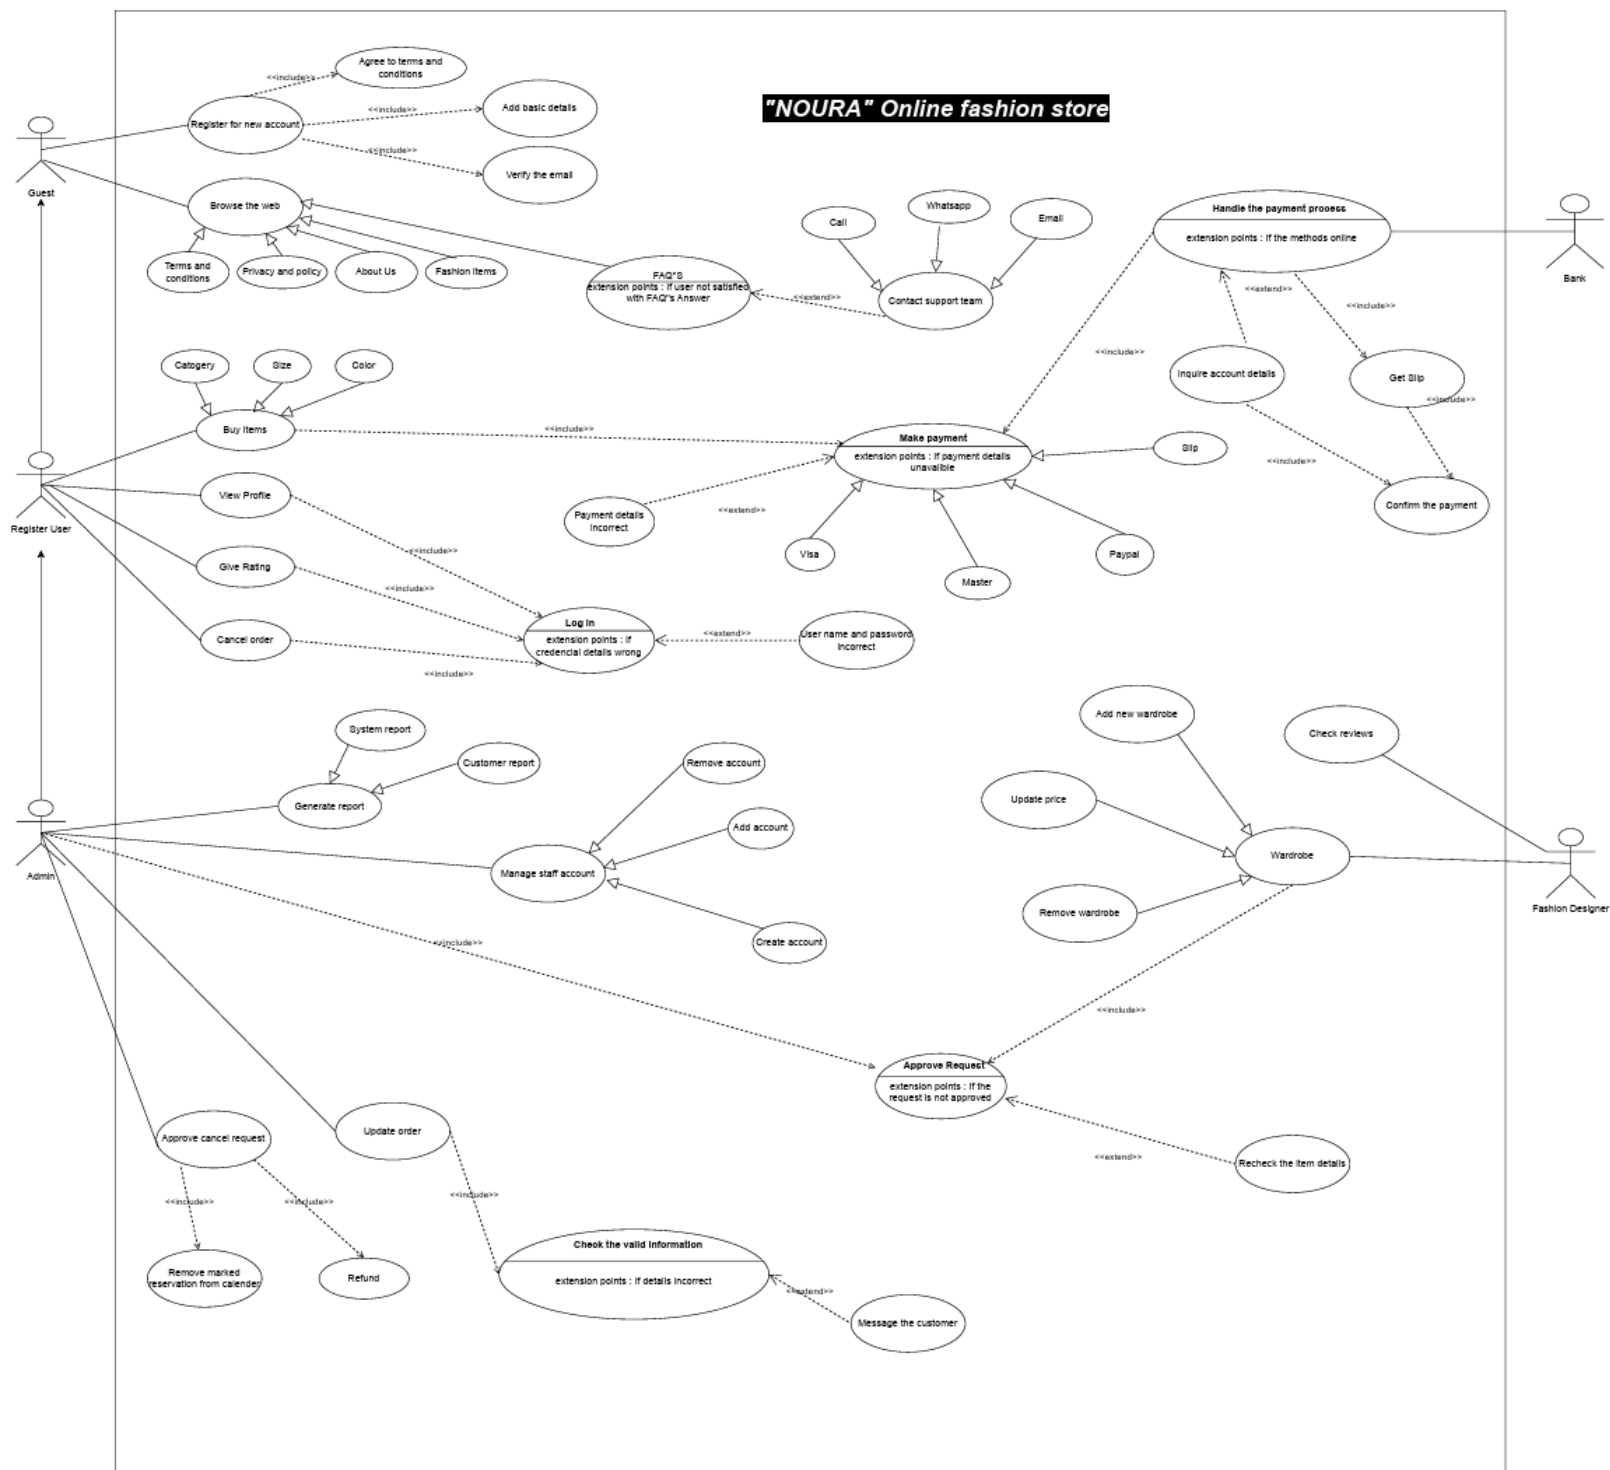 Agree to terms and
conditions
<<include>>
Register for new account
<<include>>
Add basic details
<<include>>
Verify the email
"NOURA" Online fashion store
Guest
Browse the web
Terms and
conditions
Privacy and policy
About Us
Fashion items
FAQ"S
extension points : if user not satisfied
with FAQ"s Answer
<<extend>>
Call
Whatsapp
Email
Contact support team
Handle the payment process
extension points : if the methods online
Bank
<<extend>>
<<include>>
<<include>>
Inquire account details
Get Slip
<<include>>
<<include>>
Confirm the payment
Catogery
Size
Color
Buy Items
<<include>>
Make payment
extension points : if payment details
unavalible
Slip
Payment details
incorrect
<<extend>>
Visa
Master
Paypal
Register User
View Profile
<<include>>
Give Rating
<<include>>
Cancel order
<<include>>
Log in
extension points : if
credencial details wrong
<<extend>>
User name and password
incorrect
System report
Customer report
Generate report
Remove account
Add account
Manage staff account
Create account
Admin
<<include>>
Add new wardrobe
Check reviews
Update price
Wardrobe
Remove wardrobe
Fashion Designer
<<include>>
Approve Request
extension points : if the
request is not approved
<<extend>>
Recheck the item details
Approve cancel request
Update order
<<include>>
<<include>>
<<include>>
Remove marked
reservation from calender
Refund
Check the valid information
extension points : if details incorrect
<<extend>>
Message the customer